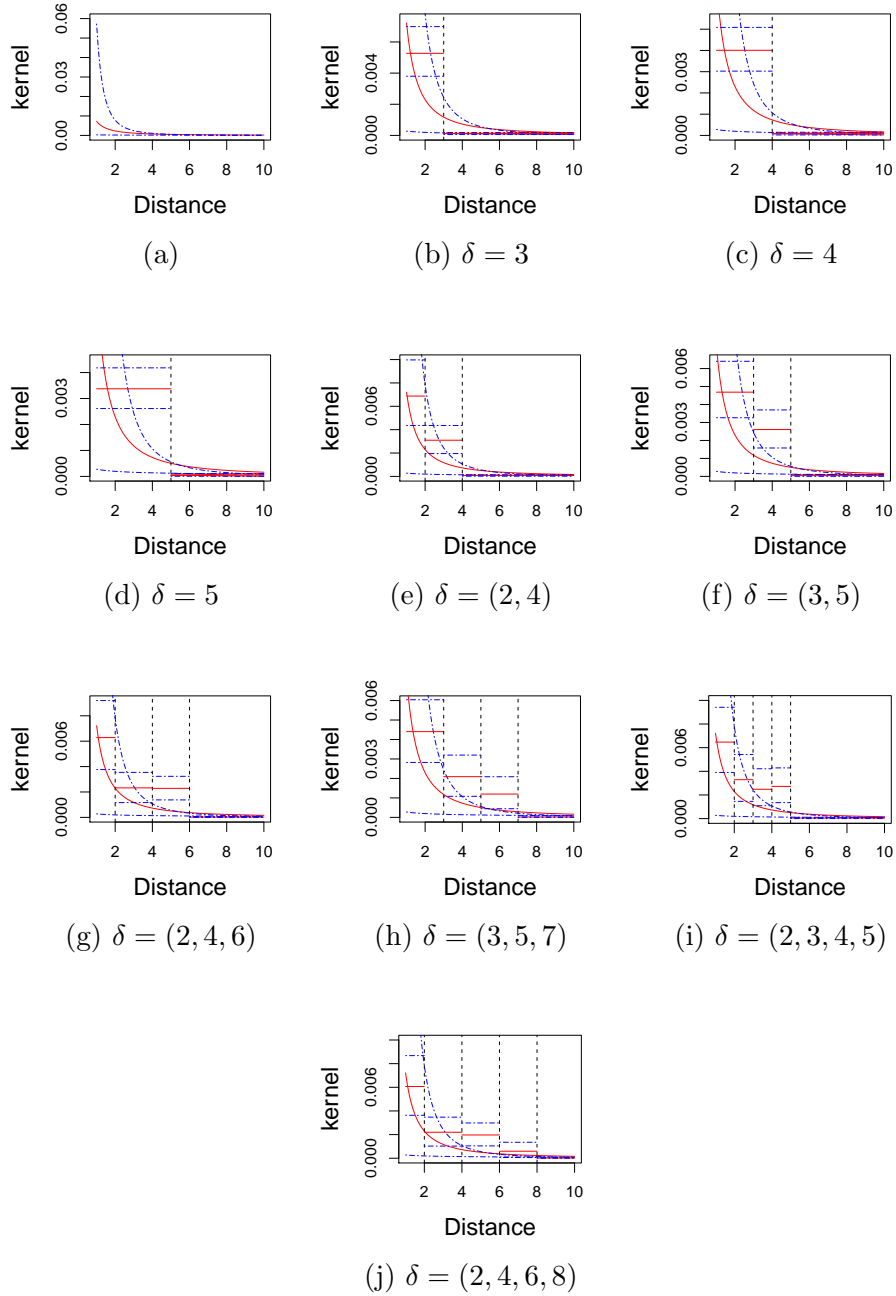 0.06
0.03
0.00
kernel
2 4 6 8 10
Distance
(a)
0.004
0.000
kernel
2 4 6 8 10
Distance
(b) δ = 3
0.003
0.000
kernel
2 4 6 8 10
Distance
(c) δ = 4
0.003
0.000
kernel
2 4 6 8 10
Distance
(d) δ = 5
0.006
0.000
kernel
2 4 6 8 10
Distance
(e) δ = (2, 4)
0.006
0.003
0.000
kernel
2 4 6 8 10
Distance
(f) δ = (3, 5)
0.006
0.000
kernel
2 4 6 8 10
Distance
(g) δ = (2, 4, 6)
0.006
0.003
0.000
kernel
2 4 6 8 10
Distance
(h) δ = (3, 5, 7)
0.006
0.000
kernel
2 4 6 8 10
Distance
(i) δ = (2, 3, 4, 5)
0.006
0.000
kernel
2 4 6 8 10
Distance
(j) δ = (2, 4, 6, 8)